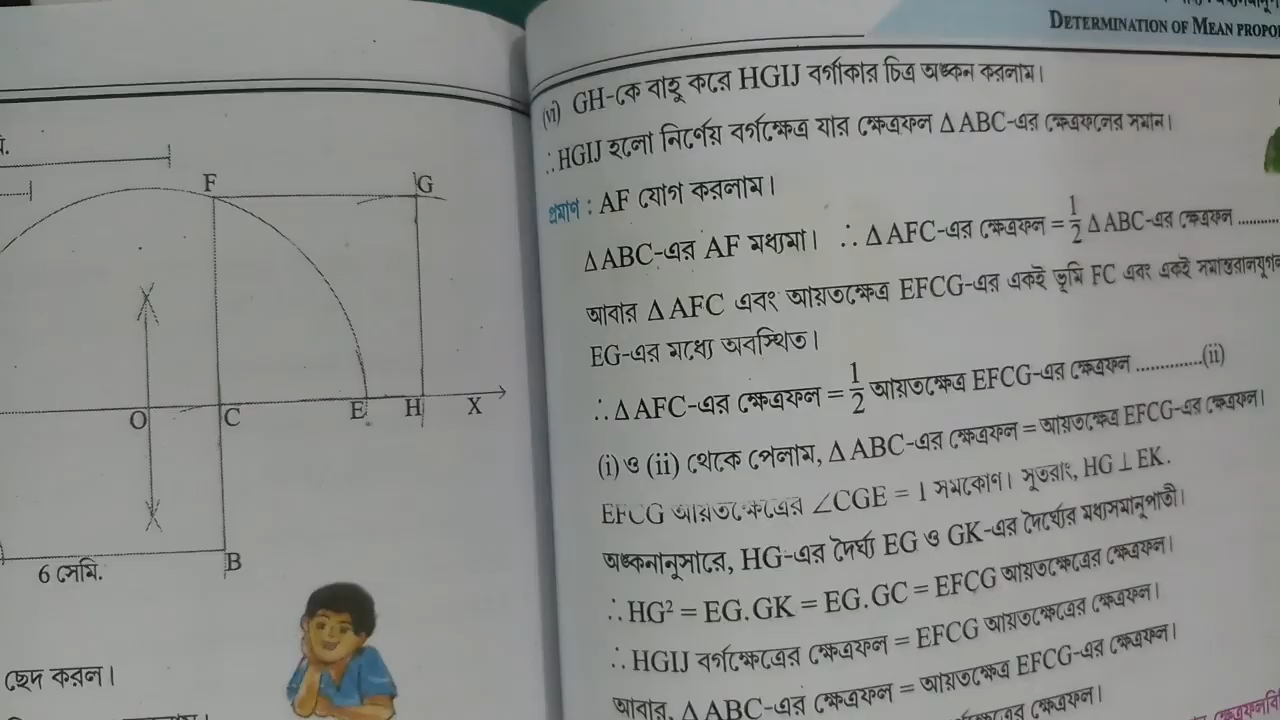 F
G
O
C
E
H
X
B
6 সেমি.
ছেদ করল।
DETERMINATION OF MEAN
(vi) GH-কে বাহু করে HGIJ বর্গাকার চিত্র অঙ্কন করলাম।
∴ HGIJ হলো নির্ণেয় বর্গক্ষেত্র যার ক্ষেত্রফল ∆ABC-এর ক্ষেত্রফলের সমান।
প্রমাণ : AF যোগ করলাম।
∆ABC-এর AF মধ্যমা। ∴ ∆AFC-এর ক্ষেত্রফল = 1/2 ∆ABC-এর ক্ষেত্রফল ..........
আবার ∆AFC এবং আয়তক্ষেত্র EFCG-এর একই ভূমি FC এবং একই সমান্তরালযুগল
EG-এর মধ্যে অবস্থিত।
∴ ∆AFC-এর ক্ষেত্রফল = 1/2 আয়তক্ষেত্র EFCG-এর ক্ষেত্রফল .............(ii)
(i) ও (ii) থেকে পেলাম, ∆ABC-এর ক্ষেত্রফল = আয়তক্ষেত্র EFCG-এর ক্ষেত্রফল।
EFCG আয়তক্ষেত্রের ∠CGE = 1 সমকোণ। সুতরাং, HG ⊥ EK.
অঙ্কনানুসারে, HG-এর দৈর্ঘ্য EG ও GK-এর দৈর্ঘ্যের মধ্যসমানুপাতী।
∴ HG² = EG.GK = EG.GC = EFCG আয়তক্ষেত্রের ক্ষেত্রফল।
∴ HGIJ বর্গক্ষেত্রের ক্ষেত্রফল = EFCG আয়তক্ষেত্রের ক্ষেত্রফল।
আবার, ∆ABC-এর ক্ষেত্রফল = আয়তক্ষেত্র EFCG-এর ক্ষেত্রফল।
ক্ষেত্রফল।